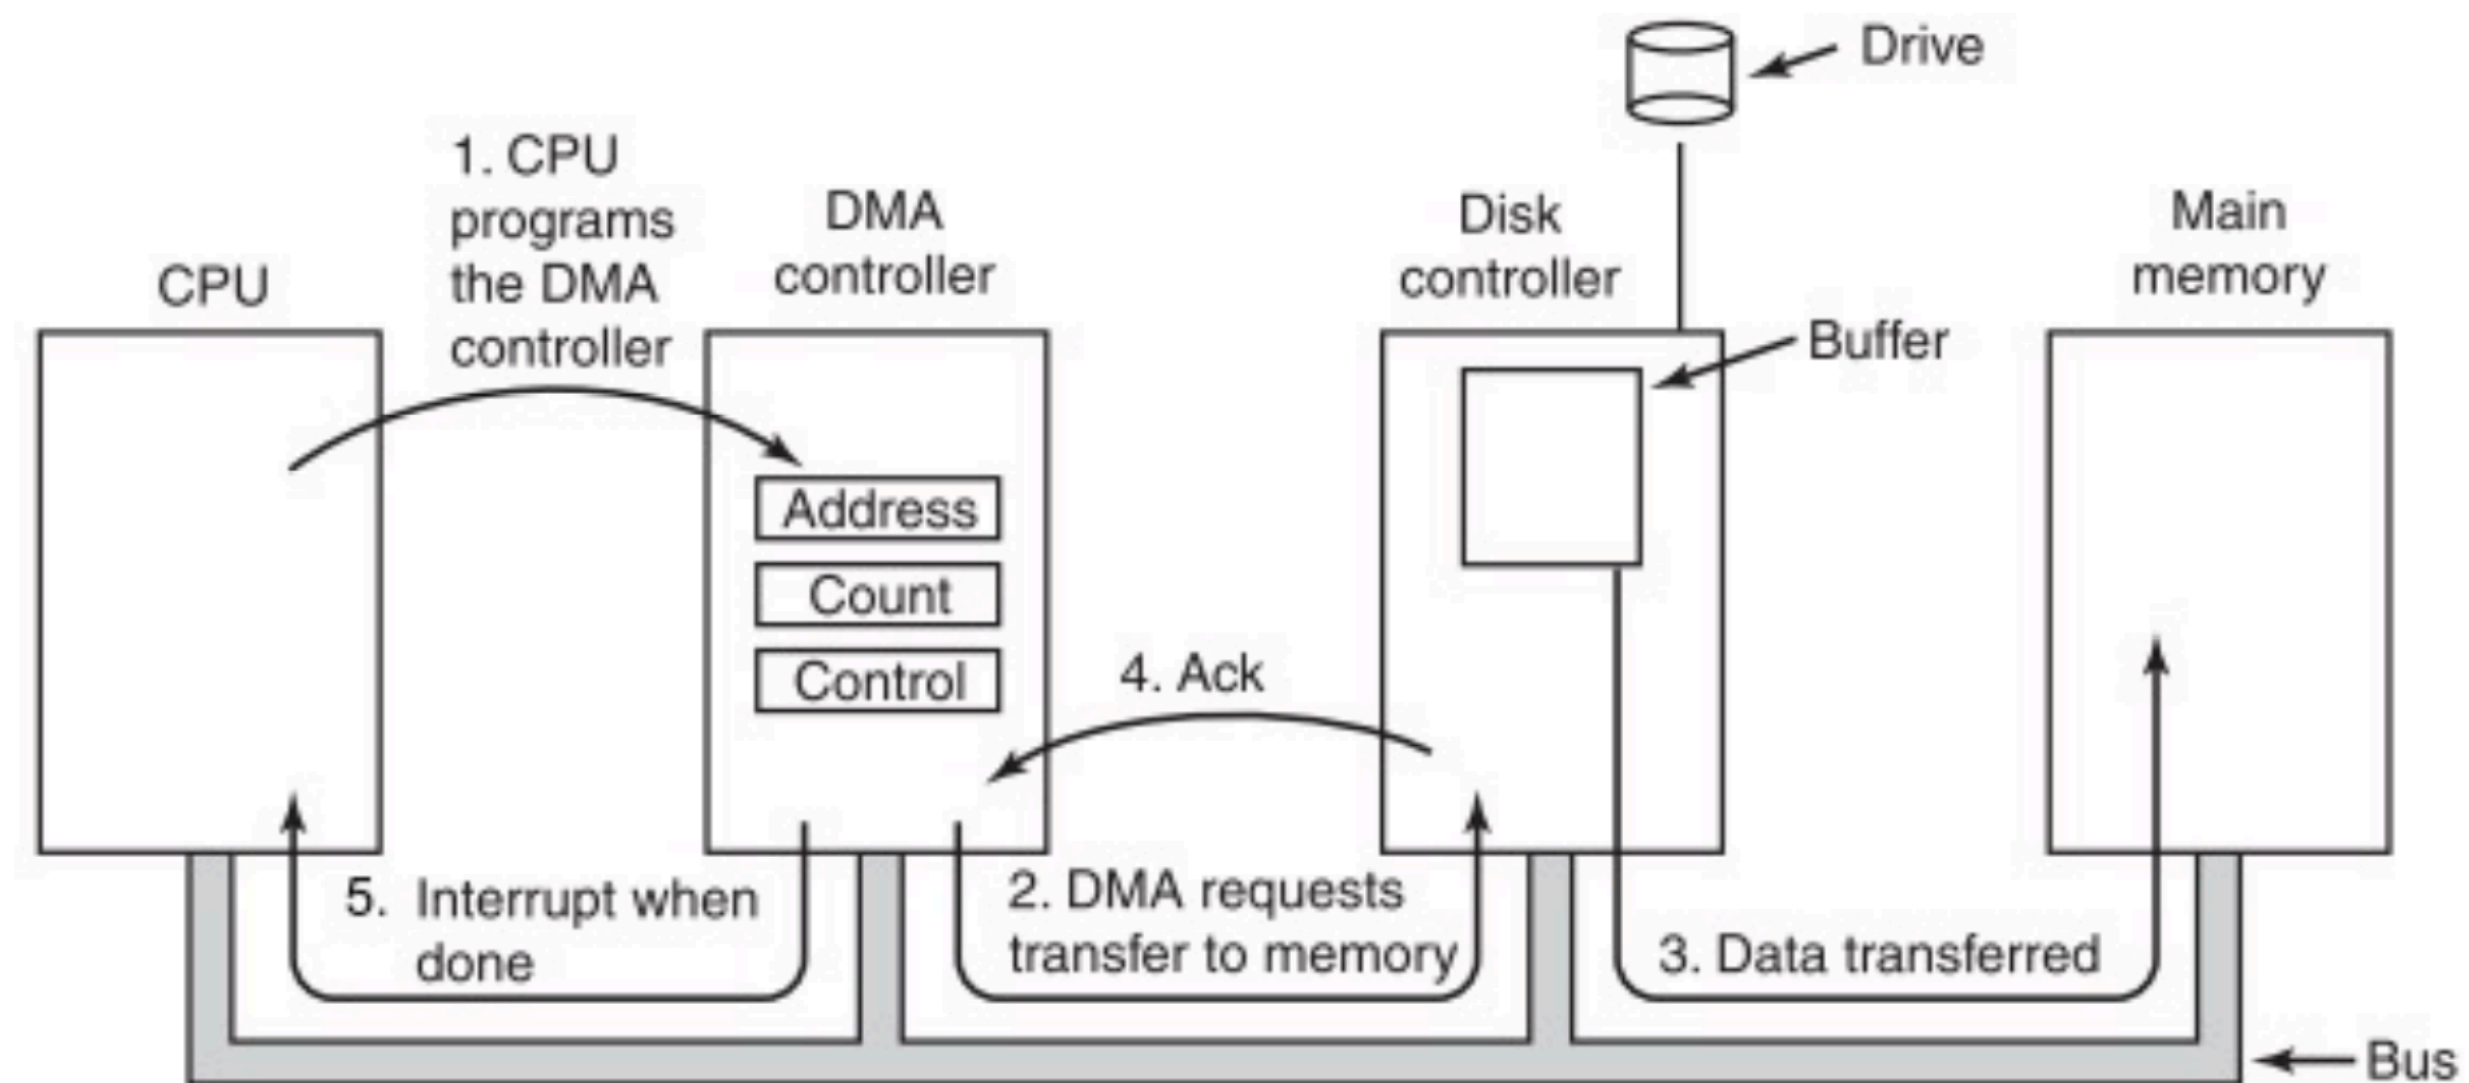 Drive
1. CPU
programs
the DMA
controller
CPU
DMA
controller
Disk
controller
Main
memory
Buffer
Address
Count
Control
4. Ack
5. Interrupt when
done
2. DMA requests
transfer to memory
3. Data transferred
Bus